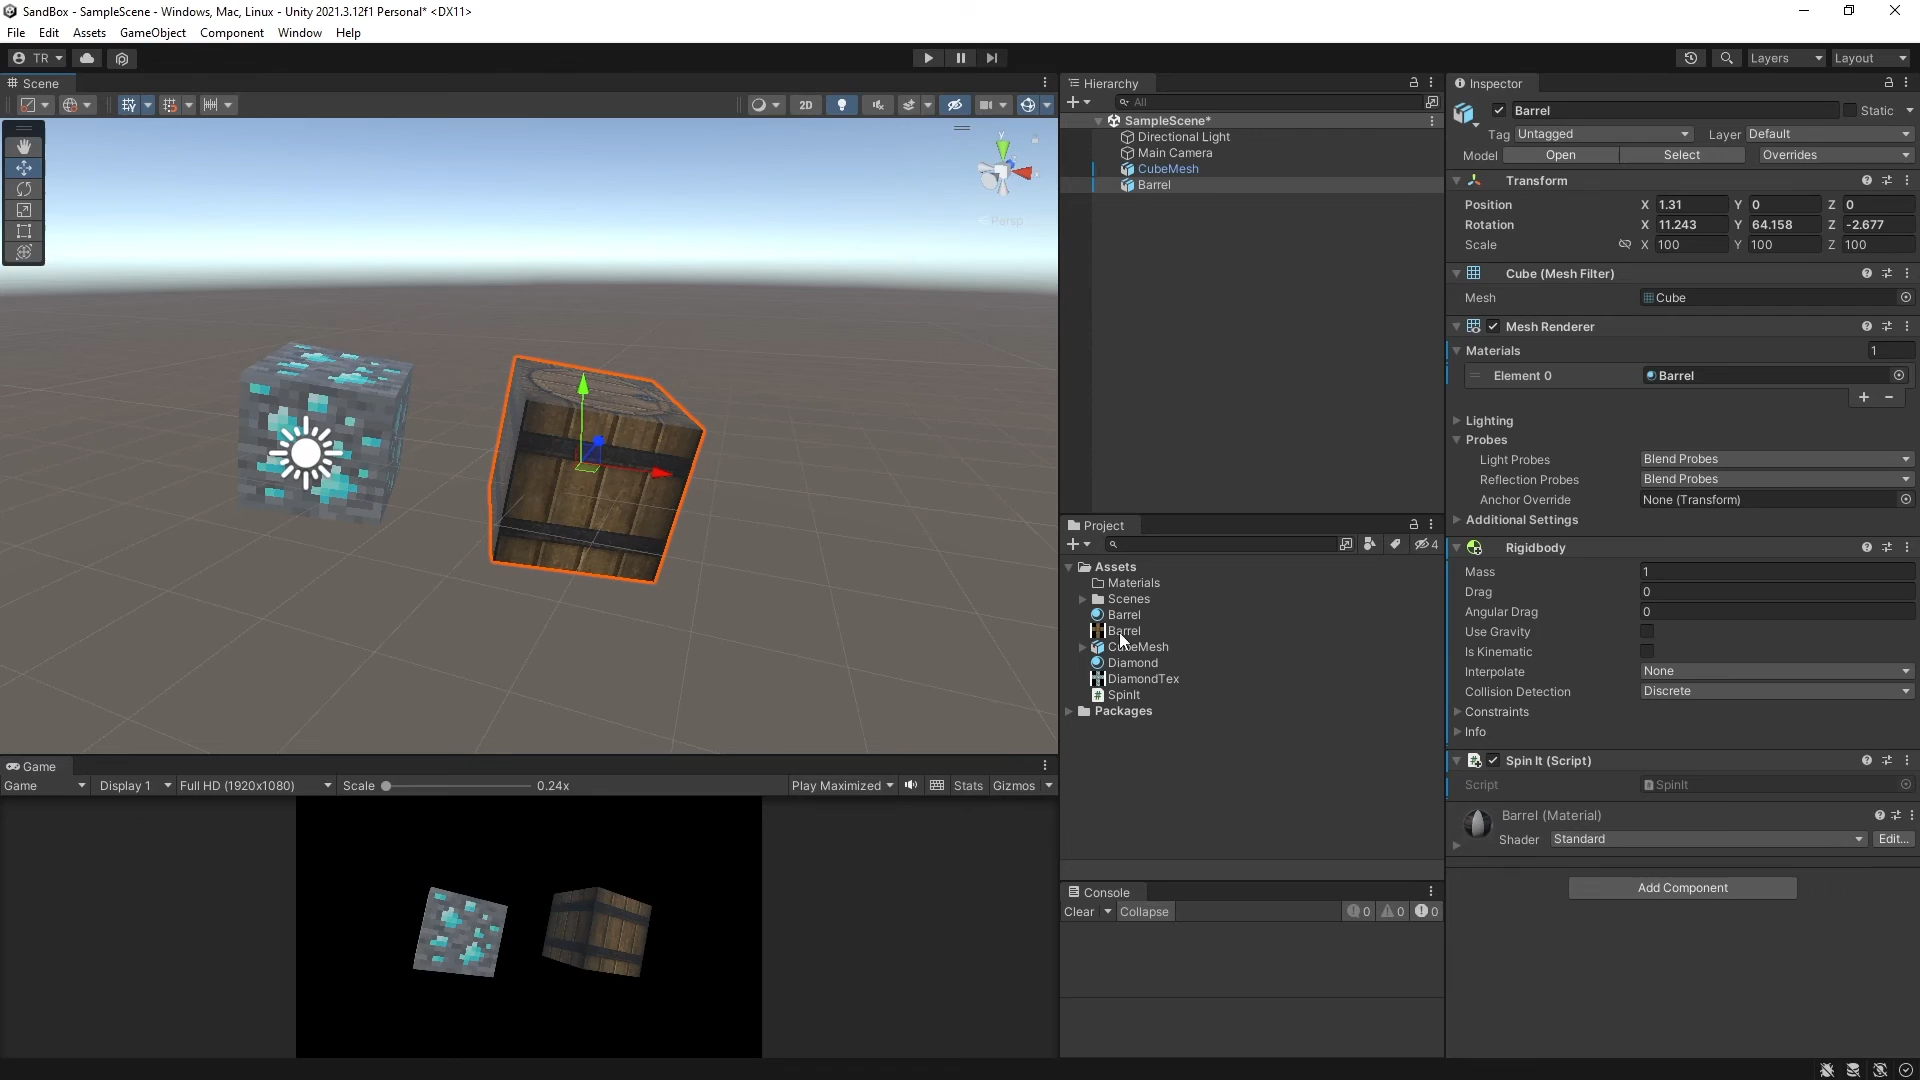 SandBox - SampleScene - Windows, Mac, Linux - Unity 2021.3.12f1 Personal* <DX11>
File Edit Assets GameObject Component Window Help
TR Layers Layout
Scene
2D
y
Persp
Game
Game Display 1 Full HD (1920x1080) Scale 0.24x Play Maximized Stats Gizmos
Hierarchy
All
SampleScene*
Directional Light
Main Camera
CubeMesh
Barrel
Project
4
Assets
Materials
Scenes
Barrel
Barrel
CubeMesh
Diamond
DiamondTex
SpinIt
Packages
Console
Clear Collapse 0 0 0
Inspector
Barrel Static
Tag Untagged Layer Default
Model Open Select Overrides
Transform
Position X 1.31 Y 0 Z 0
Rotation X 11.243 Y 64.158 Z -2.677
Scale X 100 Y 100 Z 100
Cube (Mesh Filter)
Mesh Cube
Mesh Renderer
Materials 1
Element 0 Barrel
Lighting
Probes
Light Probes Blend Probes
Reflection Probes Blend Probes
Anchor Override None (Transform)
Additional Settings
Rigidbody
Mass 1
Drag 0
Angular Drag 0
Use Gravity
Is Kinematic
Interpolate None
Collision Detection Discrete
Constraints
Info
Spin It (Script)
Script SpinIt
Barrel (Material)
Shader Standard Edit...
Add Component